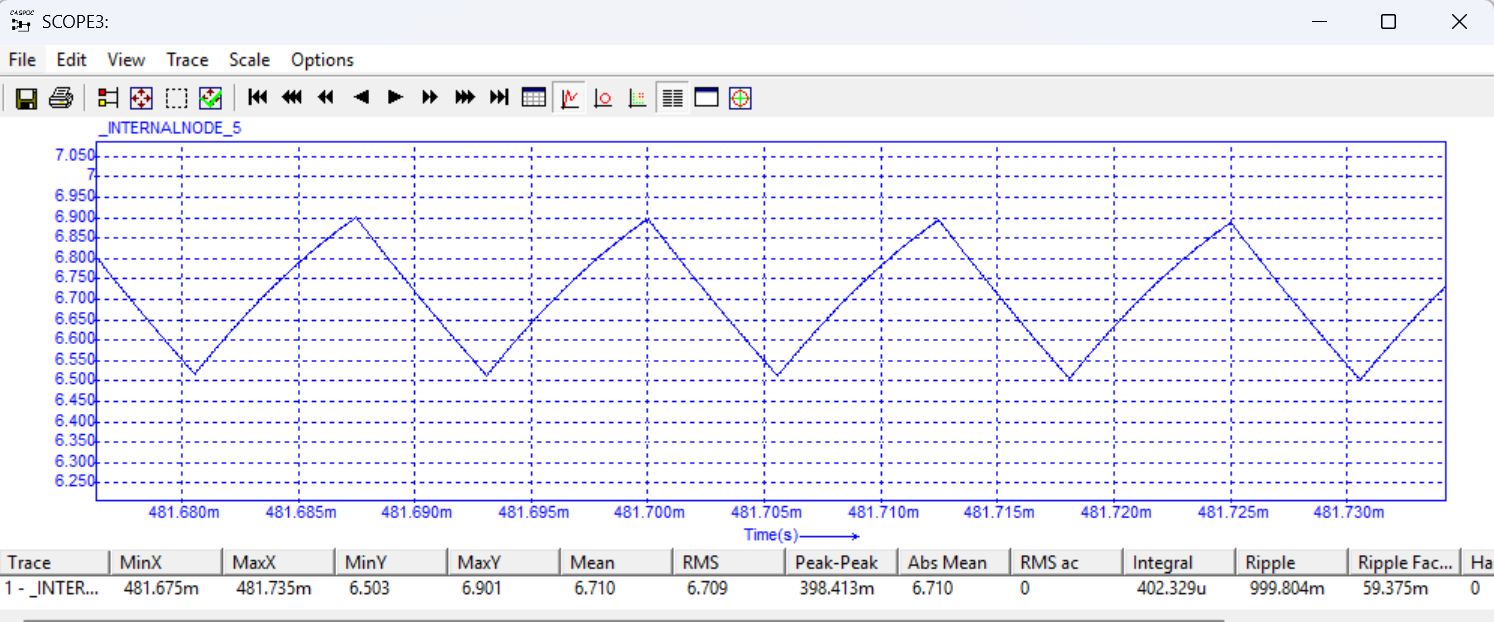 CASPOC
SCOPE3:
File Edit View Trace Scale Options
_INTERNALNODE_5
7.050
7
6.950
6.900
6.850
6.800
6.750
6.700
6.650
6.600
6.550
6.500
6.450
6.400
6.350
6.300
6.250
481.680m 481.685m 481.690m 481.695m 481.700m 481.705m 481.710m 481.715m 481.720m 481.725m 481.730m
Time(s)
Trace MinX MaxX MinY MaxY Mean RMS Peak-Peak Abs Mean RMS ac Integral Ripple Ripple Fac... Ha
1 - _INTER... 481.675m 481.735m 6.503 6.901 6.710 6.709 398.413m 6.710 0 402.329u 999.804m 59.375m 0